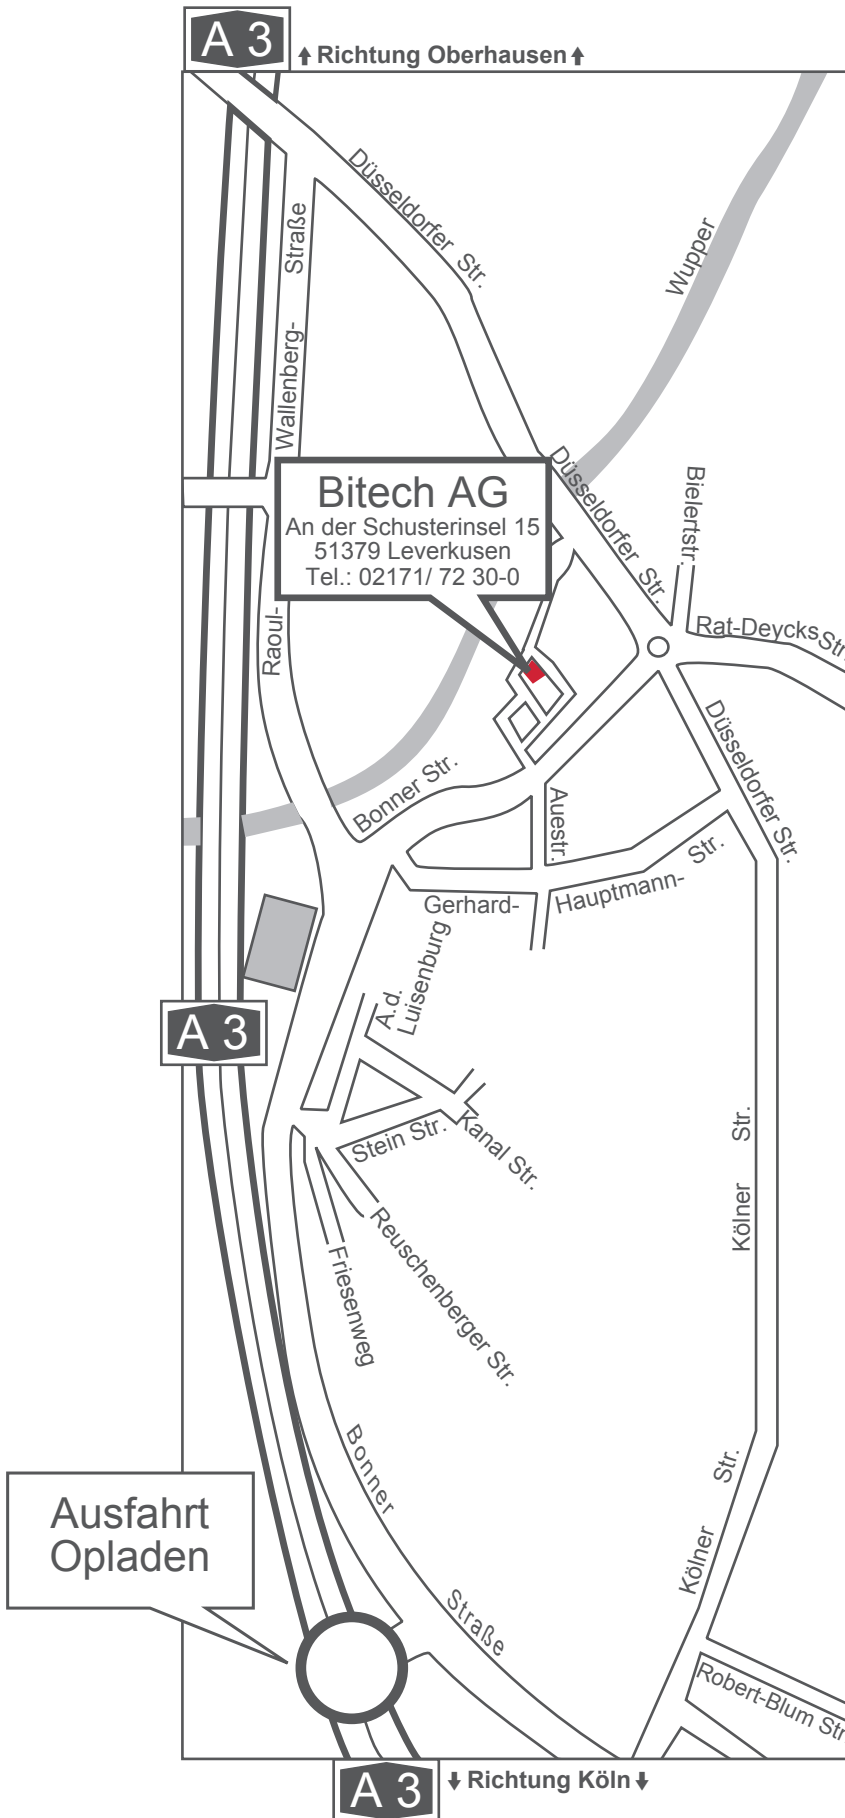 A 3
Richtung Oberhausen
Düsseldorfer Str.
Wupper
Straße
Wallenberg-
Raoul-
Bitech AG
An der Schusterinsel 15
51379 Leverkusen
Tel.: 02171/ 72 30-0
Düsseldorfer Str.
Bielertstr.
Rat-Deycks Str.
Düsseldorfer Str.
Bonner Str.
Auestr.
Gerhard-
Hauptmann-
Str.
A.d.
Luisenburg
A 3
Stein Str.
Kanal Str.
Kölner Str.
Reuschenberger Str.
Friesenweg
Bonner
Straße
Kölner Str.
Ausfahrt
Opladen
Robert-Blum Str.
A 3
Richtung Köln